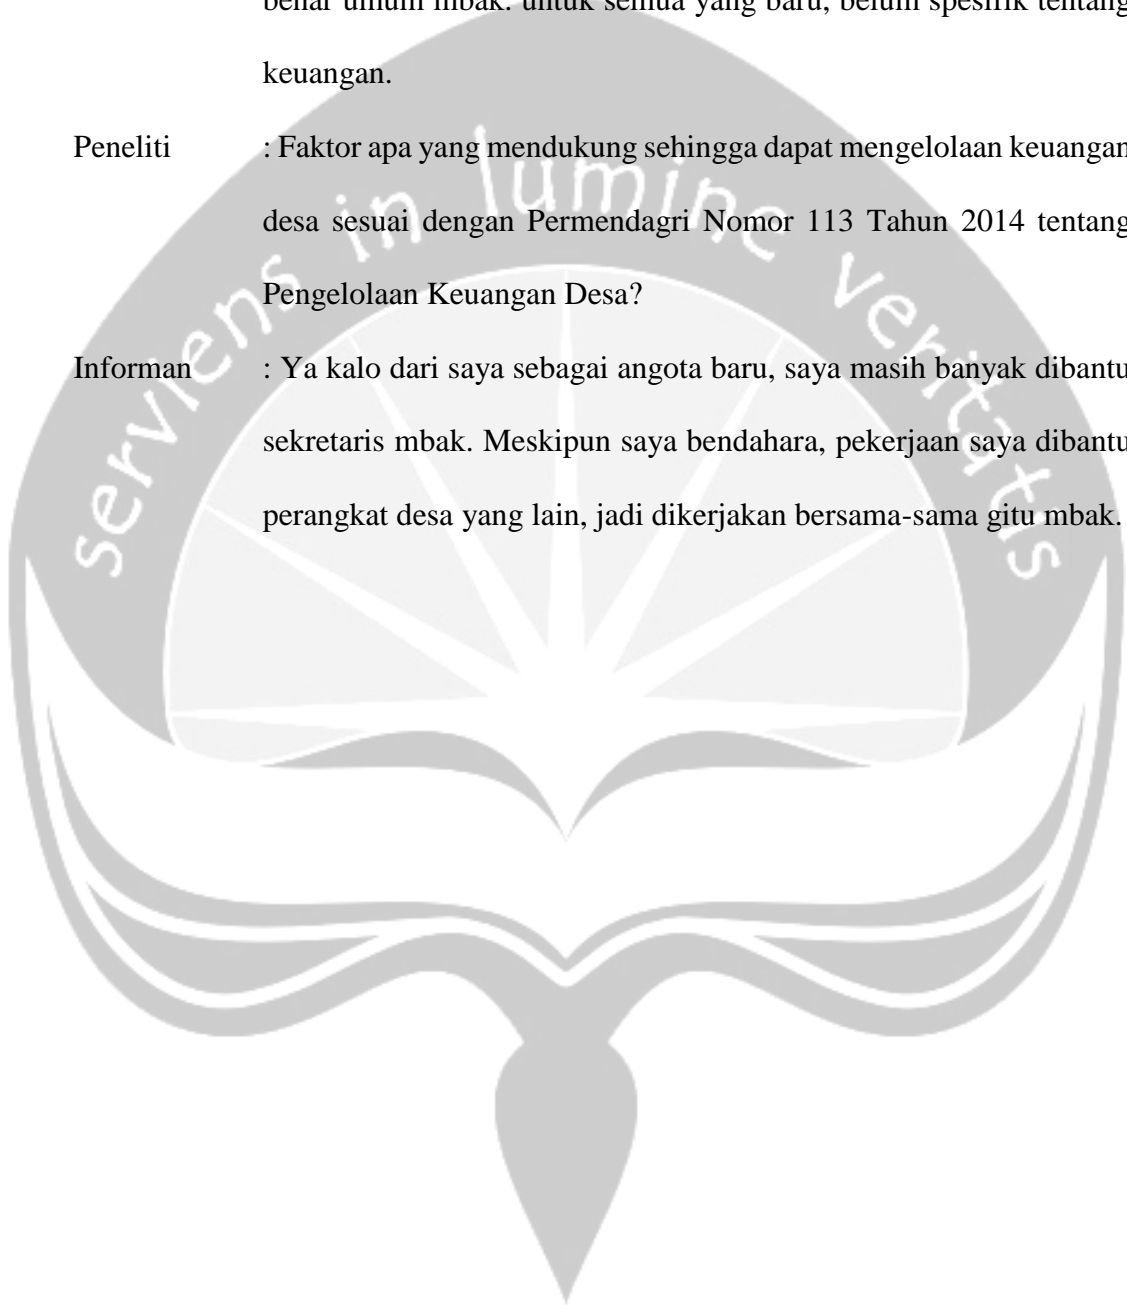 benar umum mbak. untuk semua yang baru, belum spesifik tentang
keuangan.
Peneliti : Faktor apa yang mendukung sehingga dapat mengelolaan keuangan
desa sesuai dengan Permendagri Nomor 113 Tahun 2014 tentang
Pengelolaan Keuangan Desa?
Informan : Ya kalo dari saya sebagai angota baru, saya masih banyak dibantu
sekretaris mbak. Meskipun saya bendahara, pekerjaan saya dibantu
perangkat desa yang lain, jadi dikerjakan bersama-sama gitu mbak.
serviens in lumine veritatis